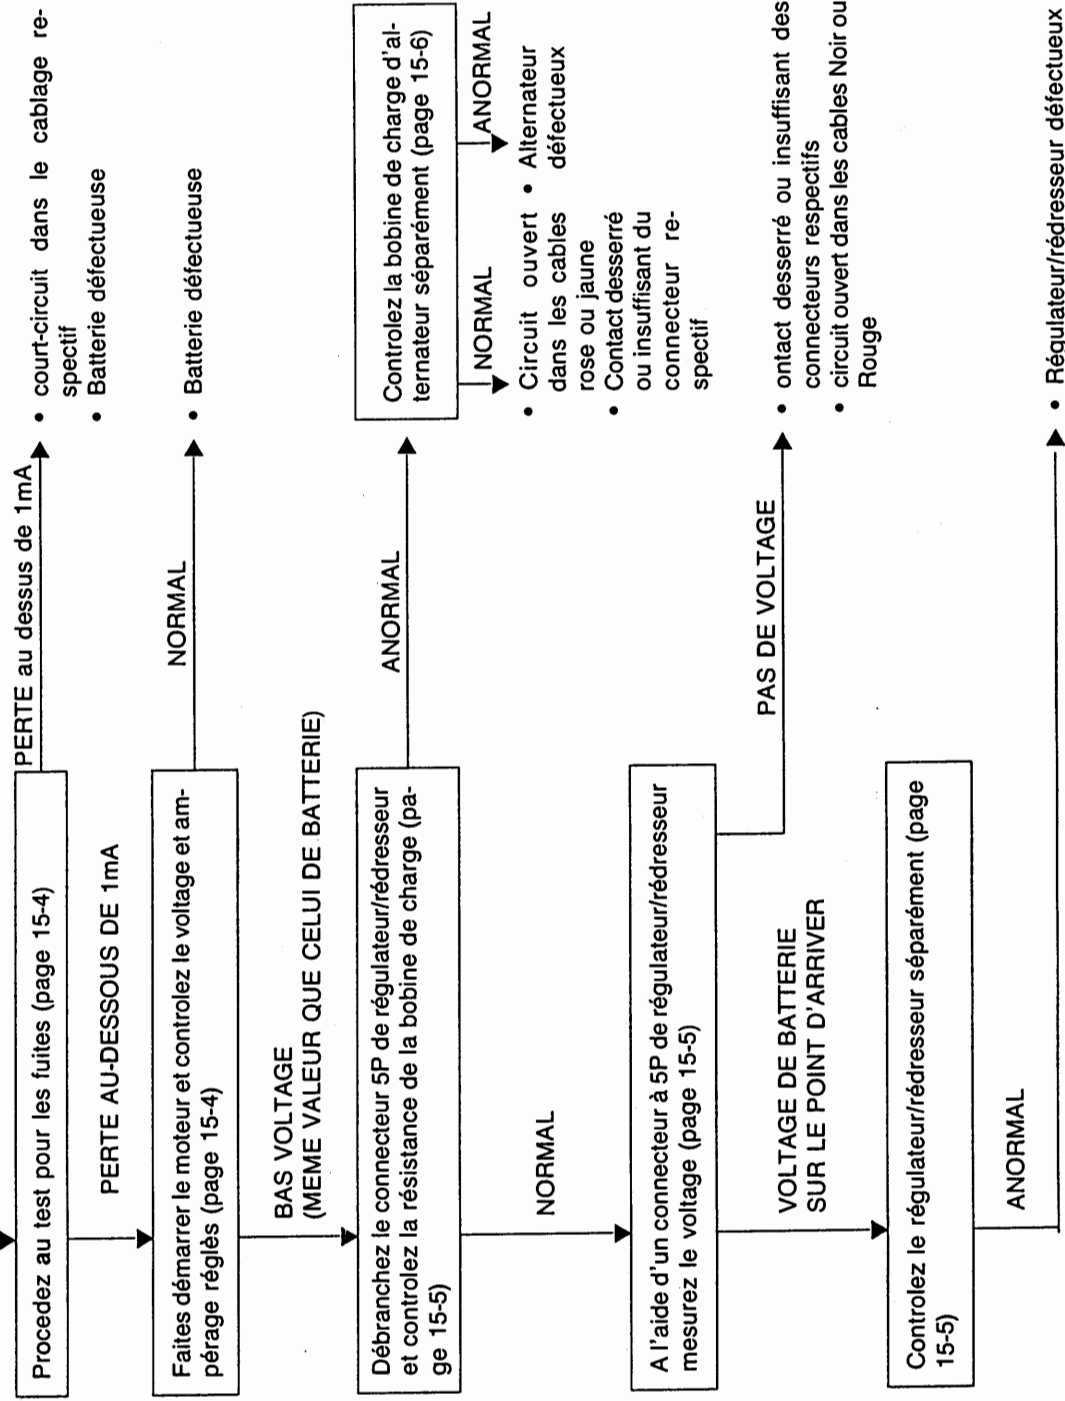 Procedez au test pour les fuites (page 15-4)
PERTE au dessus de 1mA
• court-circuit dans le cablage re-
spectif
• Batterie défectueuse
PERTE AU-DESSOUS DE 1mA
Faites démarrer le moteur et controlez le voltage et am-
pérage réglés (page 15-4)
NORMAL
• Batterie défectueuse
BAS VOLTAGE
(MEME VALEUR QUE CELUI DE BATTERIE)
Débranchez le connecteur 5P de régulateur/rédresseur
et controlez la résistance de la bobine de charge (pa-
ge 15-5)
ANORMAL
Controlez la bobine de charge d'al-
ternateur séparément (page 15-6)
NORMAL
• Circuit ouvert
dans les cables
rose ou jaune
• Contact desserré
ou insuffisant du
connecteur re-
spectif
ANORMAL
• Alternateur
défectueux
NORMAL
A l'aide d'un connecteur à 5P de régulateur/rédresseur
mesurez le voltage (page 15-5)
PAS DE VOLTAGE
• ontact desserré ou insuffisant des
connecteurs respectifs
• circuit ouvert dans les cables Noir ou
Rouge
VOLTAGE DE BATTERIE
SUR LE POINT D'ARRIVER
Controlez le régulateur/rédresseur séparément (page
15-5)
ANORMAL
• Régulateur/rédresseur défectueux